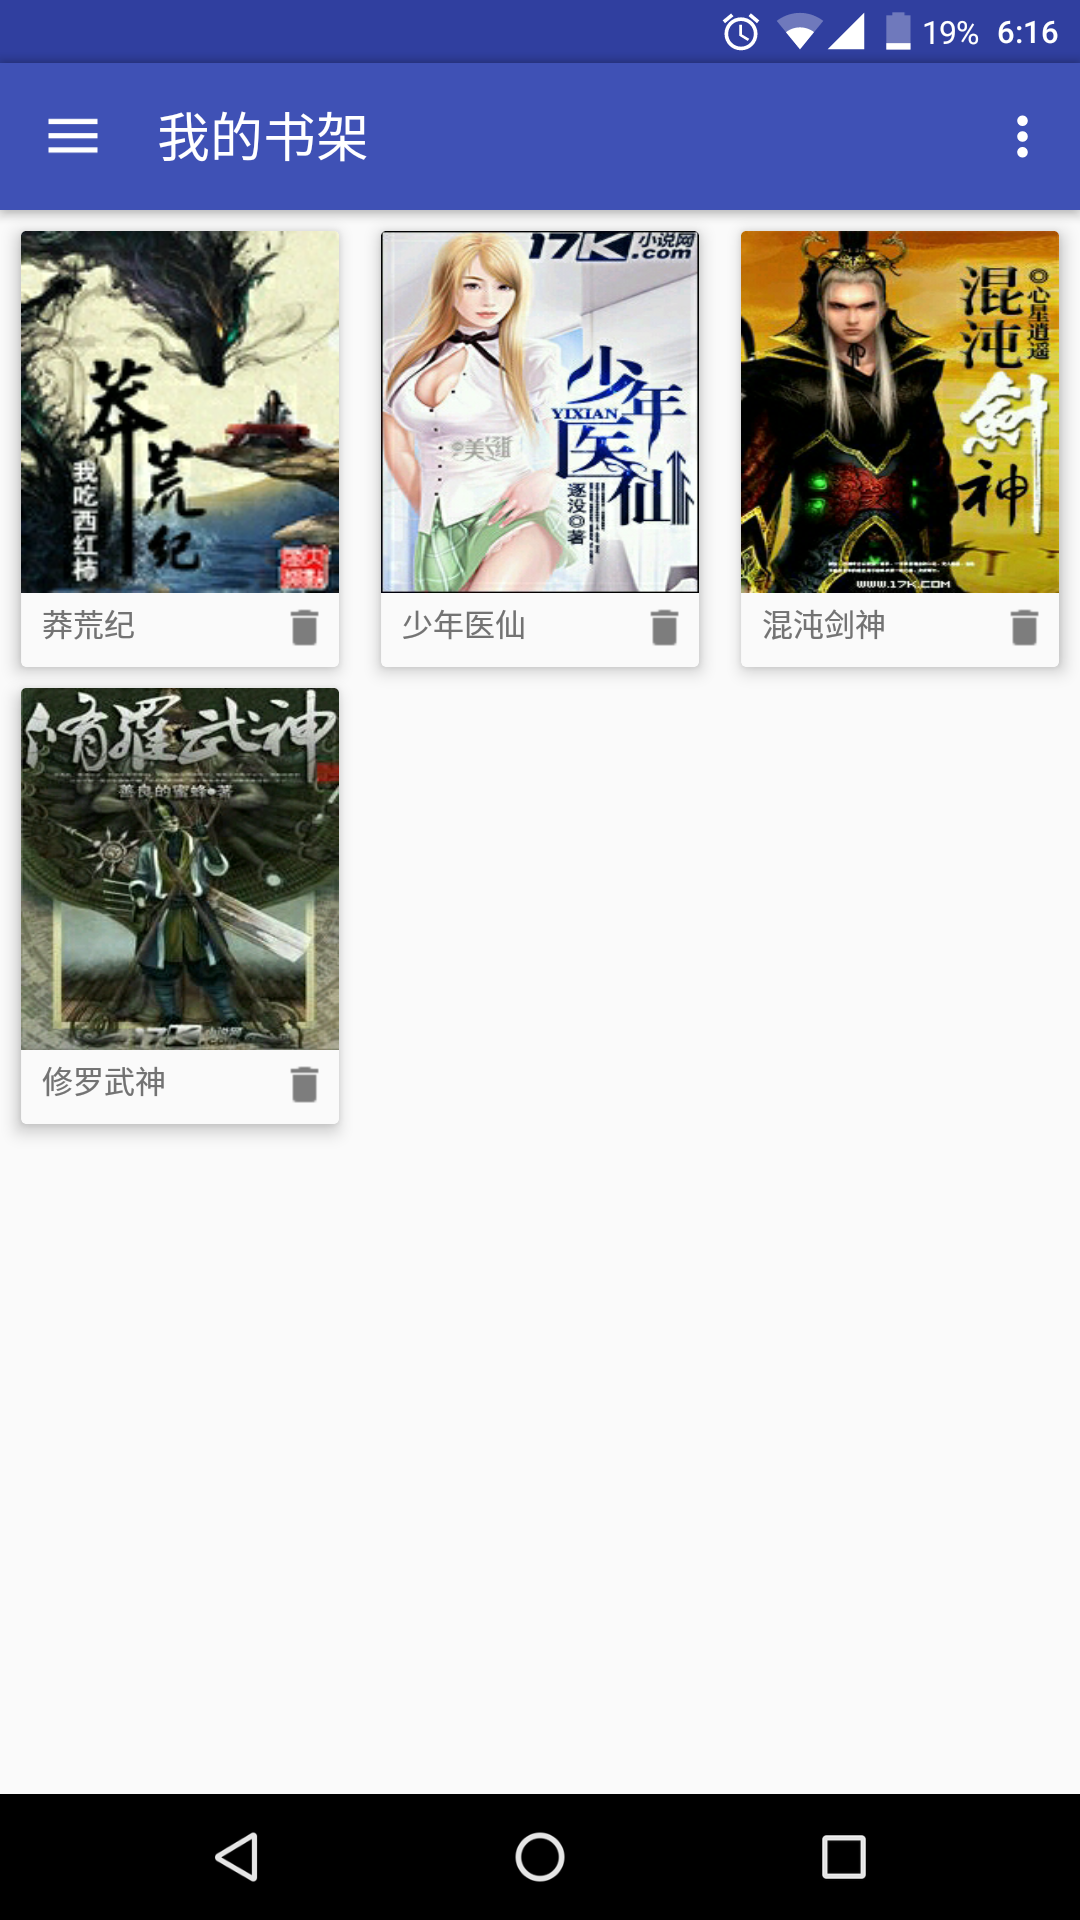 19% 6:16
我的书架
莽荒纪
我吃西红柿
17K小说网
.com
少年医仙
YIXIAN
逐没◎著
混沌剑神
◎心星逍遥
WWW.17K.COM
莽荒纪
少年医仙
混沌剑神
修羅武神
善良的蜜蜂●著
17K小说网
.com
修罗武神